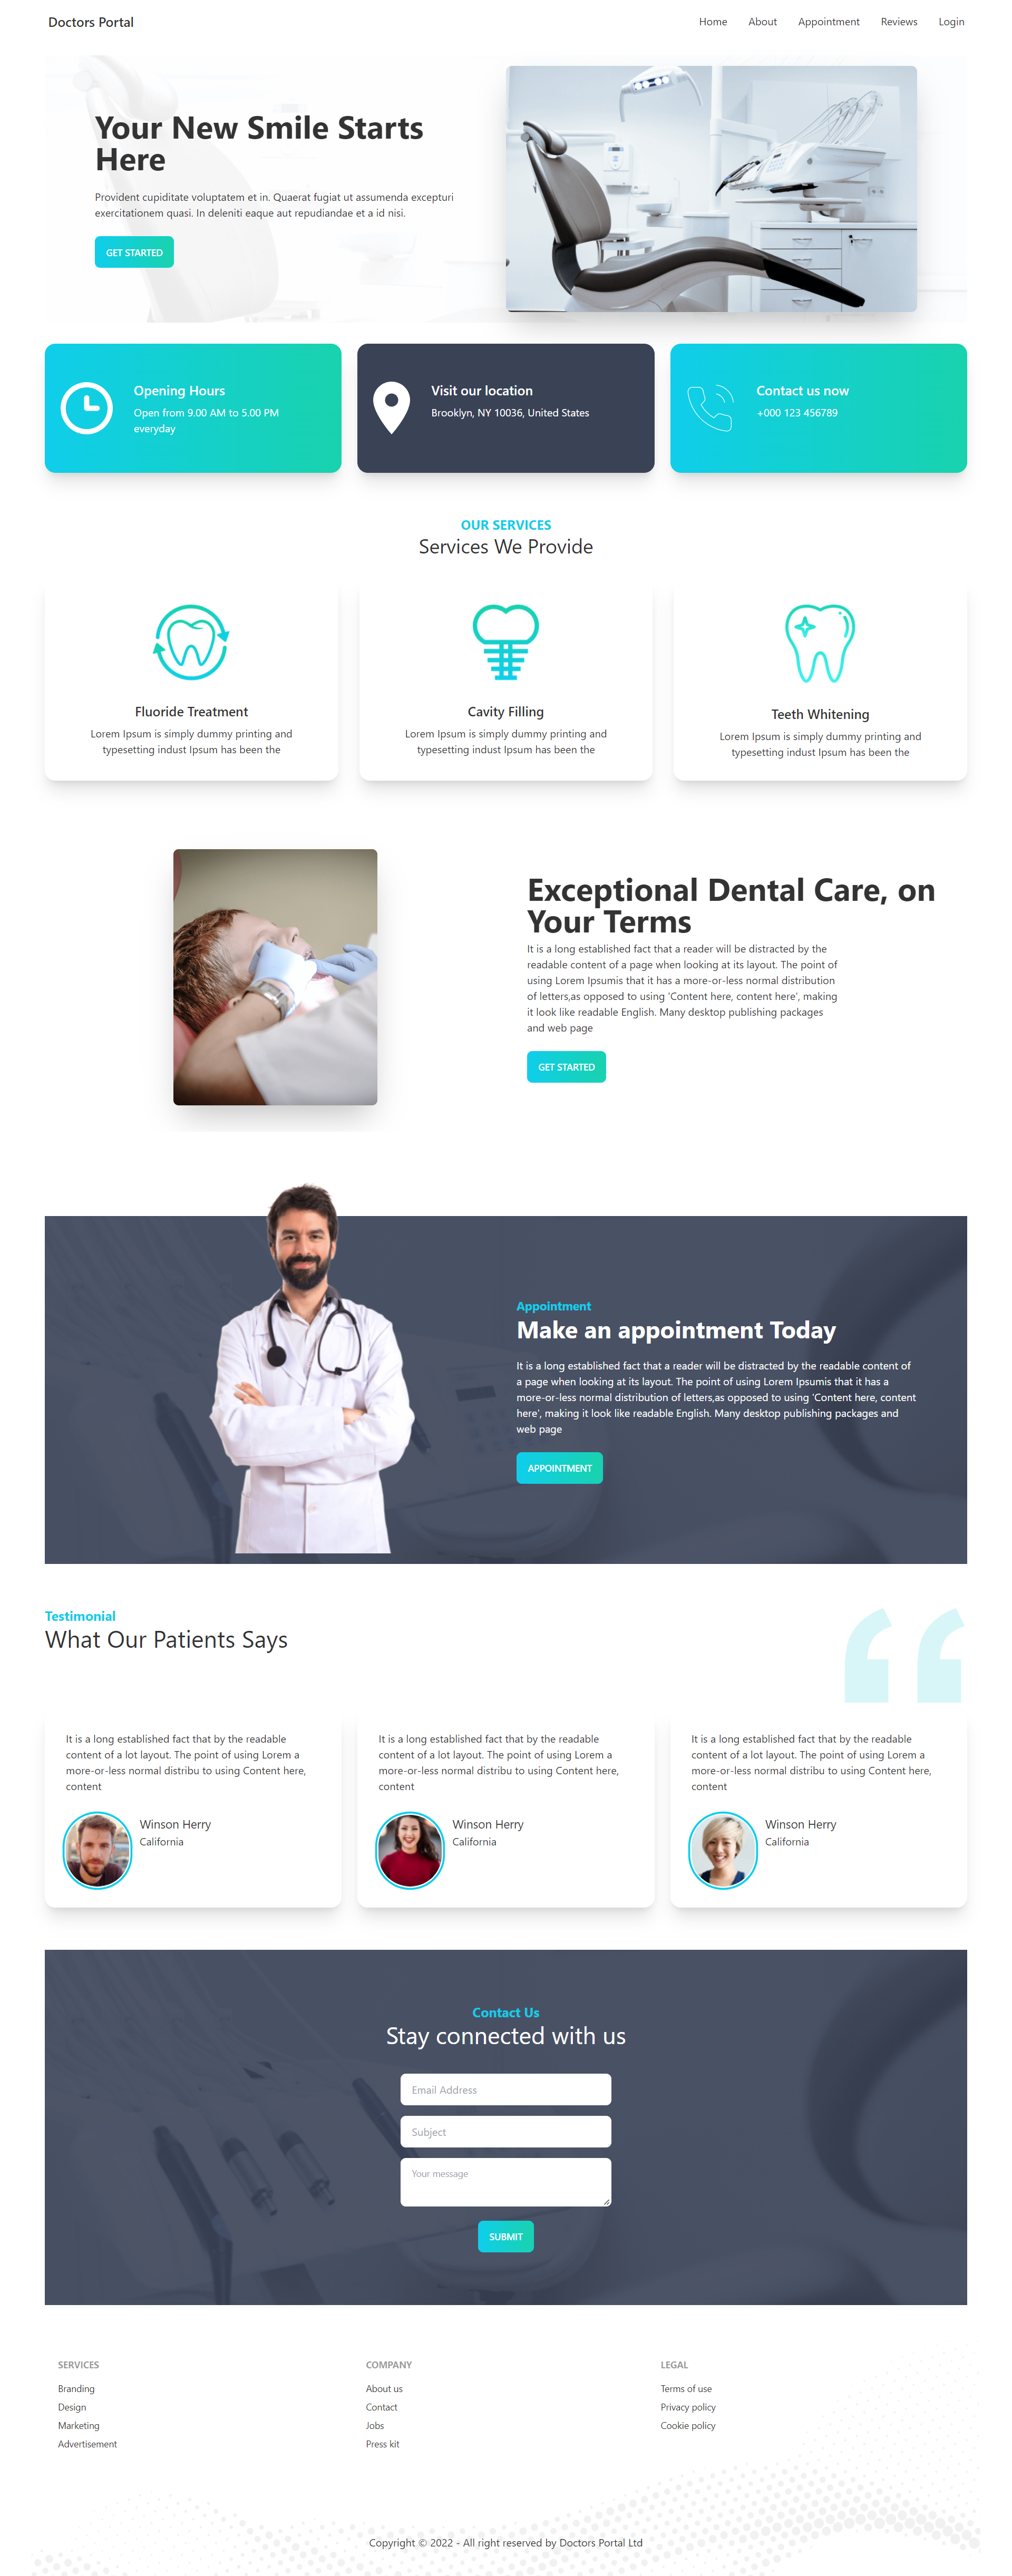 Doctors Portal
Home
About
Appointment
Reviews
Login
Your New Smile Starts
Here
Provident cupiditate voluptatem et in. Quaerat fugiat ut assumenda excepturi
exercitationem quasi. In deleniti eaque aut repudiandae et a id nisi.
GET STARTED
Opening Hours
Open from 9.00 AM to 5.00 PM
everyday
Visit our location
Brooklyn, NY 10036, United States
Contact us now
+000 123 456789
OUR SERVICES
Services We Provide
Fluoride Treatment
Lorem Ipsum is simply dummy printing and
typesetting indust Ipsum has been the
Cavity Filling
Lorem Ipsum is simply dummy printing and
typesetting indust Ipsum has been the
Teeth Whitening
Lorem Ipsum is simply dummy printing and
typesetting indust Ipsum has been the
Exceptional Dental Care, on
Your Terms
It is a long established fact that a reader will be distracted by the
readable content of a page when looking at its layout. The point of
using Lorem Ipsumis that it has a more-or-less normal distribution
of letters,as opposed to using 'Content here, content here', making
it look like readable English. Many desktop publishing packages
and web page
GET STARTED
Appointment
Make an appointment Today
It is a long established fact that a reader will be distracted by the readable content of
a page when looking at its layout. The point of using Lorem Ipsumis that it has a
more-or-less normal distribution of letters,as opposed to using 'Content here, content
here', making it look like readable English. Many desktop publishing packages and
web page
APPOINTMENT
Testimonial
What Our Patients Says
It is a long established fact that by the readable
content of a lot layout. The point of using Lorem a
more-or-less normal distribu to using Content here,
content
Winson Herry
California
It is a long established fact that by the readable
content of a lot layout. The point of using Lorem a
more-or-less normal distribu to using Content here,
content
Winson Herry
California
It is a long established fact that by the readable
content of a lot layout. The point of using Lorem a
more-or-less normal distribu to using Content here,
content
Winson Herry
California
Contact Us
Stay connected with us
Email Address
Subject
Your message
SUBMIT
SERVICES
Branding
Design
Marketing
Advertisement
COMPANY
About us
Contact
Jobs
Press kit
LEGAL
Terms of use
Privacy policy
Cookie policy
Copyright © 2022 - All right reserved by Doctors Portal Ltd